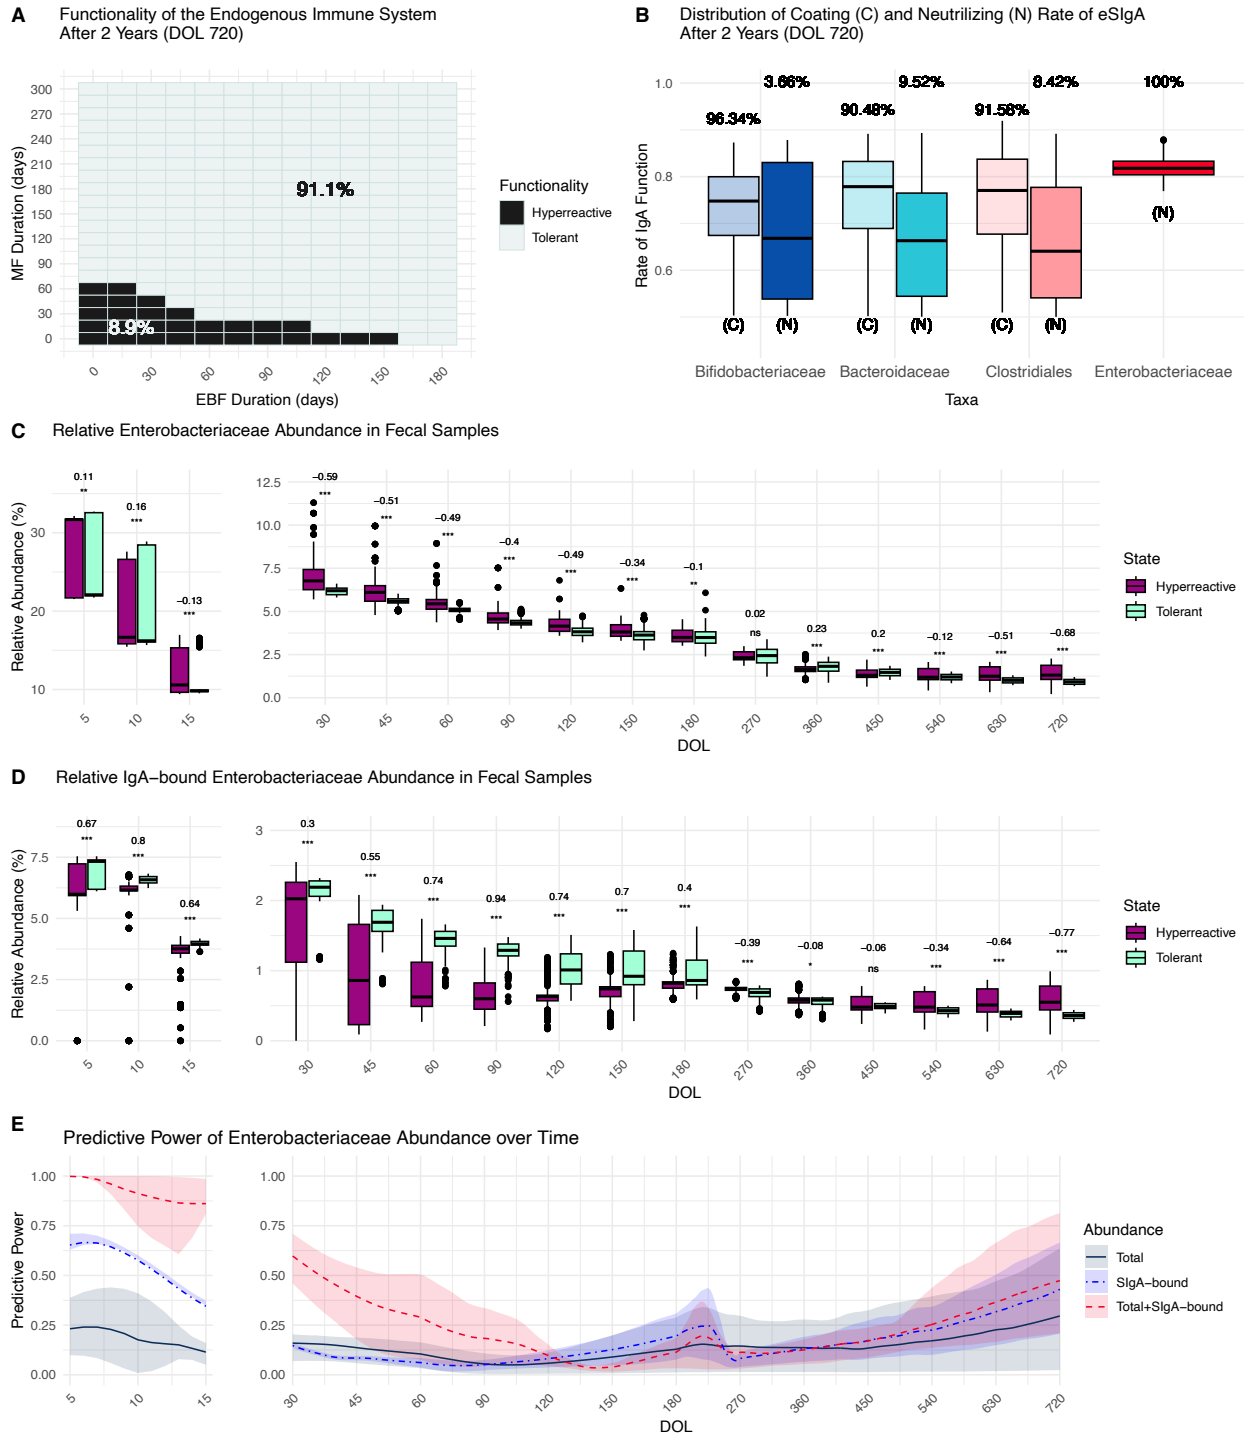 A
Functionality of the Endogenous Immune System
After 2 Years (DOL 720)
MF Duration (days)
300
270
240
210
180
150
120
90
60
30
0
91.1%
8.9%
0 30 60 90 120 150 180
EBF Duration (days)
Functionality
Hyperreactive
Tolerant
B
Distribution of Coating (C) and Neutrilizing (N) Rate of eSIgA
After 2 Years (DOL 720)
Rate of IgA Function
1.0
0.8
0.6
3.66% 9.52% 8.42% 100%
96.34% 90.48% 91.58%
(N)
(C) (N) (C) (N) (C) (N)
Bifidobacteriaceae Bacteroidaceae Clostridiales Enterobacteriaceae
Taxa
C
Relative Enterobacteriaceae Abundance in Fecal Samples
Relative Abundance (%)
30
20
10
0.11 0.16 −0.13
** *** ***
5 10 15
12.5
10.0
7.5
5.0
2.5
0.0
−0.59 −0.51 −0.49 −0.4 −0.49 −0.34 −0.1 0.02 0.23 0.2 −0.12 −0.51 −0.68
*** *** *** *** *** *** ** ns *** *** *** *** ***
30 45 60 90 120 150 180 270 360 450 540 630 720
DOL
State
Hyperreactive
Tolerant
D
Relative IgA−bound Enterobacteriaceae Abundance in Fecal Samples
Relative Abundance (%)
7.5
5.0
2.5
0.0
0.67 0.8 0.64
*** *** ***
5 10 15
3
2
1
0
0.3 0.55 0.74 0.94 0.74 0.7 0.4 −0.39 −0.08 −0.06 −0.34 −0.64 −0.77
*** *** *** *** *** *** *** *** * ns *** *** ***
30 45 60 90 120 150 180 270 360 450 540 630 720
DOL
State
Hyperreactive
Tolerant
E
Predictive Power of Enterobacteriaceae Abundance over Time
Predictive Power
1.00
0.75
0.50
0.25
0.00
5 10 15
1.00
0.75
0.50
0.25
0.00
30 45 60 90 120 150 180 270 360 450 540 630 720
DOL
Abundance
Total
SIgA−bound
Total+SIgA−bound